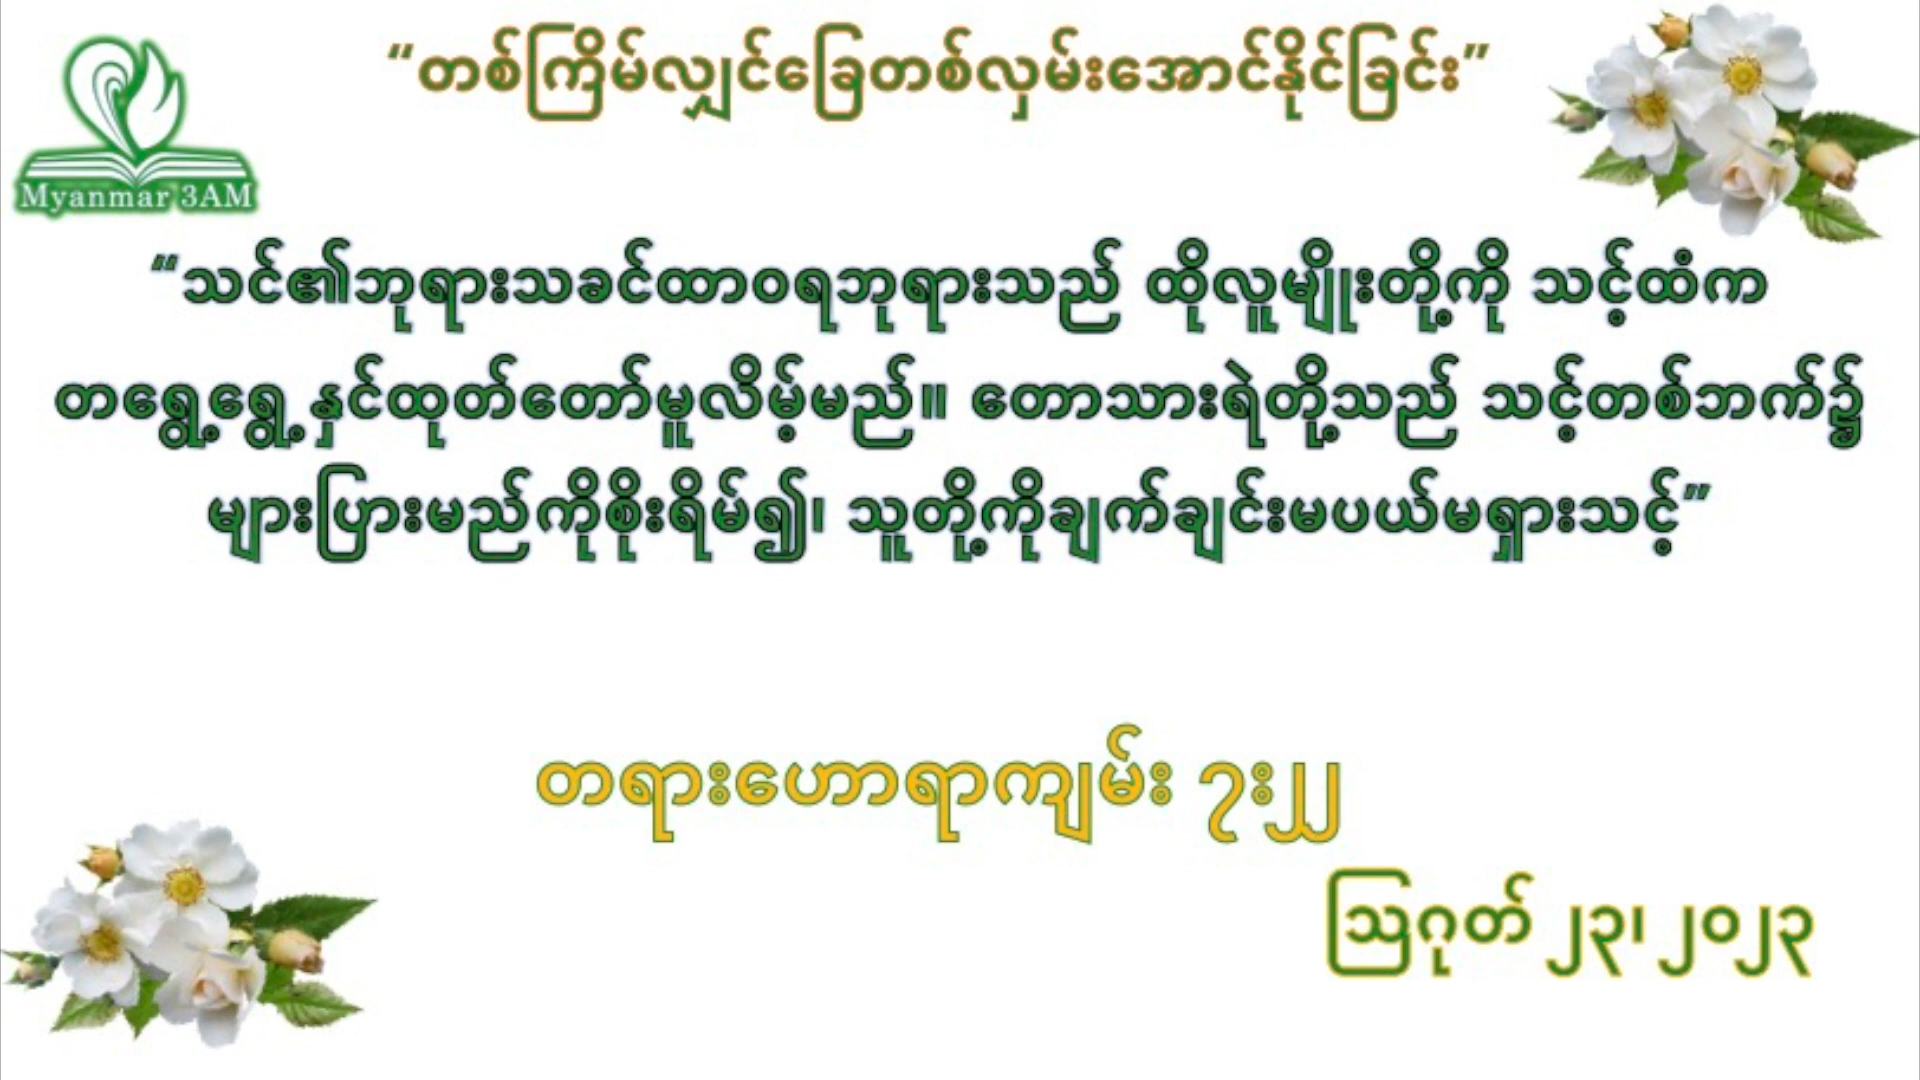 “တစ်ကြိမ်လျှင်ခြေတစ်လှမ်းအောင်နိုင်ခြင်း”
Myanmar 3AM
“သင်၏ဘုရားသခင်ထာဝရဘုရားသည် ထိုလူမျိုးတို့ကို သင့်ထံက
တရွေ့ရွေ့ နှင်ထုတ်တော်မူလိမ့်မည်။ တောသားရဲတို့သည် သင့်တစ်ဘက်၌
များပြားမည်ကိုစိုးရိမ်၍၊ သူတို့ကိုချက်ချင်းမပယ်မရှားသင့်”
တရားဟောရာကျမ်း ၇း၂၂
ဩဂုတ် ၂၃၊ ၂၀၂၃